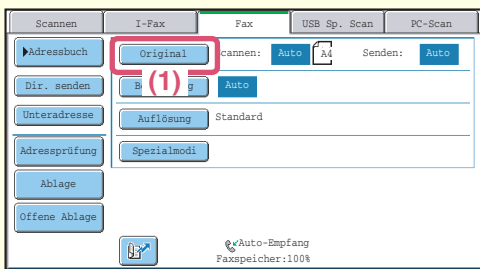 Scannen I-Fax Fax USB Sp. Scan PC-Scan
Adressbuch
Original Scannen: Auto A4 Senden: Auto
Dir. senden
(1) Auto
Unteradresse
Auflösung Standard
Adressprüfung
Spezialmodi
Ablage
Offene Ablage
Auto-Empfang
Faxspeicher:100%